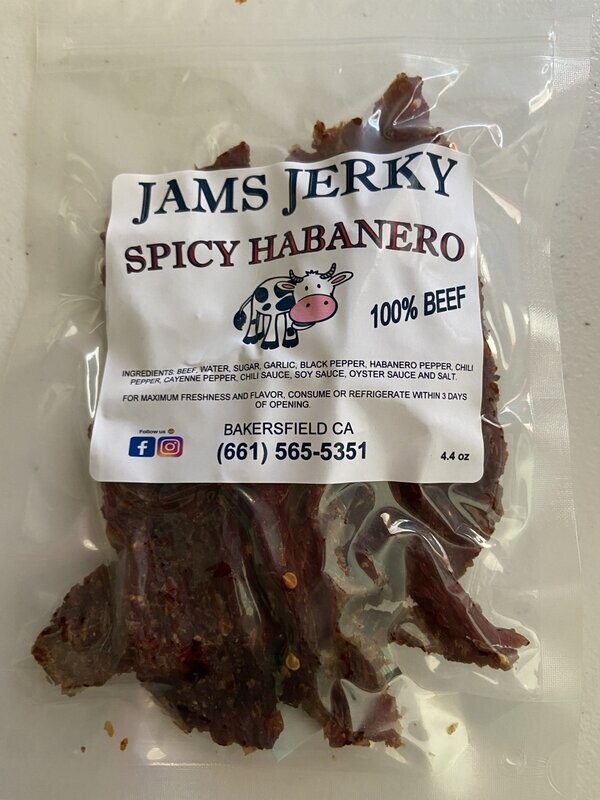 JAMS JERKY
SPICY HABANERO
100% BEEF
INGREDIENTS: BEEF, WATER, SUGAR, GARLIC, BLACK PEPPER, HABANERO PEPPER, CHILI
PEPPER, CAYENNE PEPPER, CHILI SAUCE, SOY SAUCE, OYSTER SAUCE AND SALT.
FOR MAXIMUM FRESHNESS AND FLAVOR, CONSUME OR REFRIGERATE WITHIN 3 DAYS
OF OPENING.
Follow us
BAKERSFIELD CA
(661) 565-5351
4.4 oz